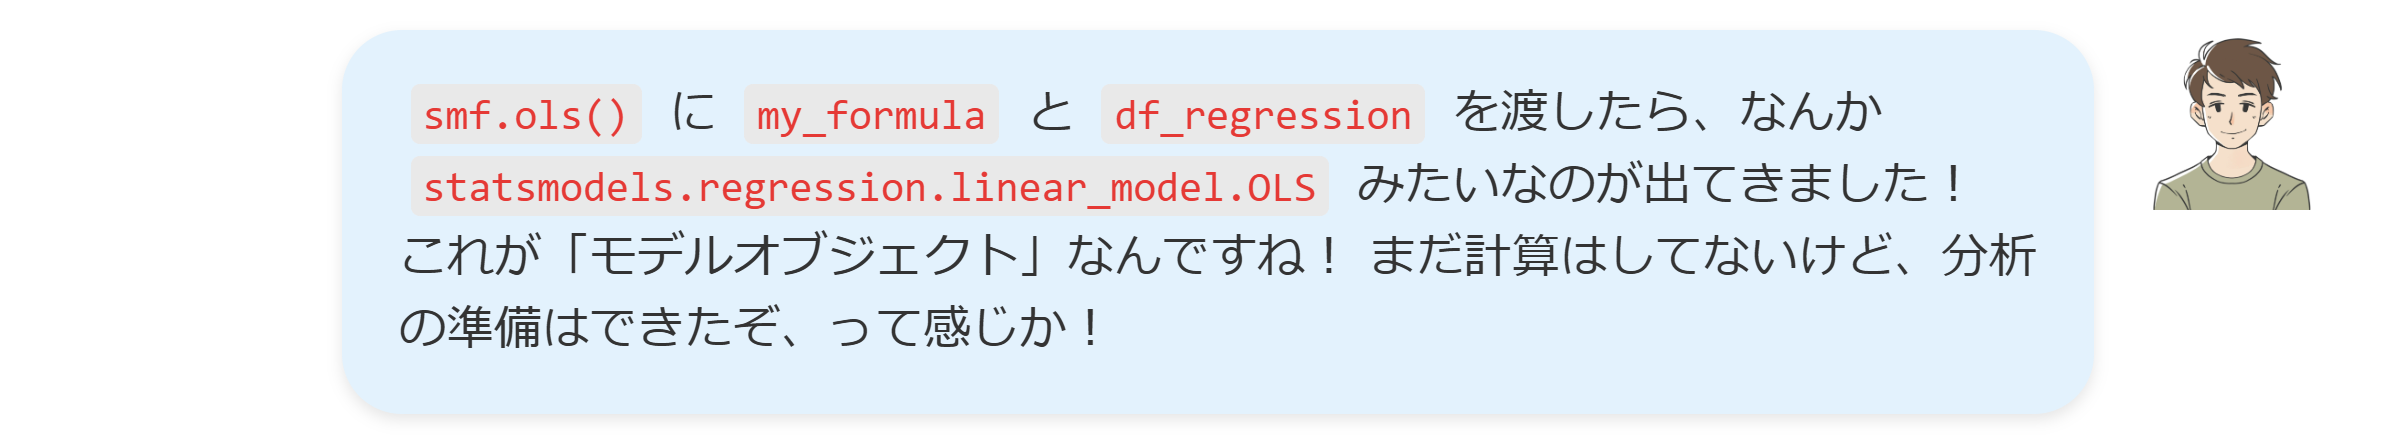 smf.ols() に my_formula と df_regression を渡したら、なんか
statsmodels.regression.linear_model.OLS みたいなのが出てきました！
これが「モデルオブジェクト」なんですね！ まだ計算はしてないけど、分析
の準備はできたぞ、って感じか！